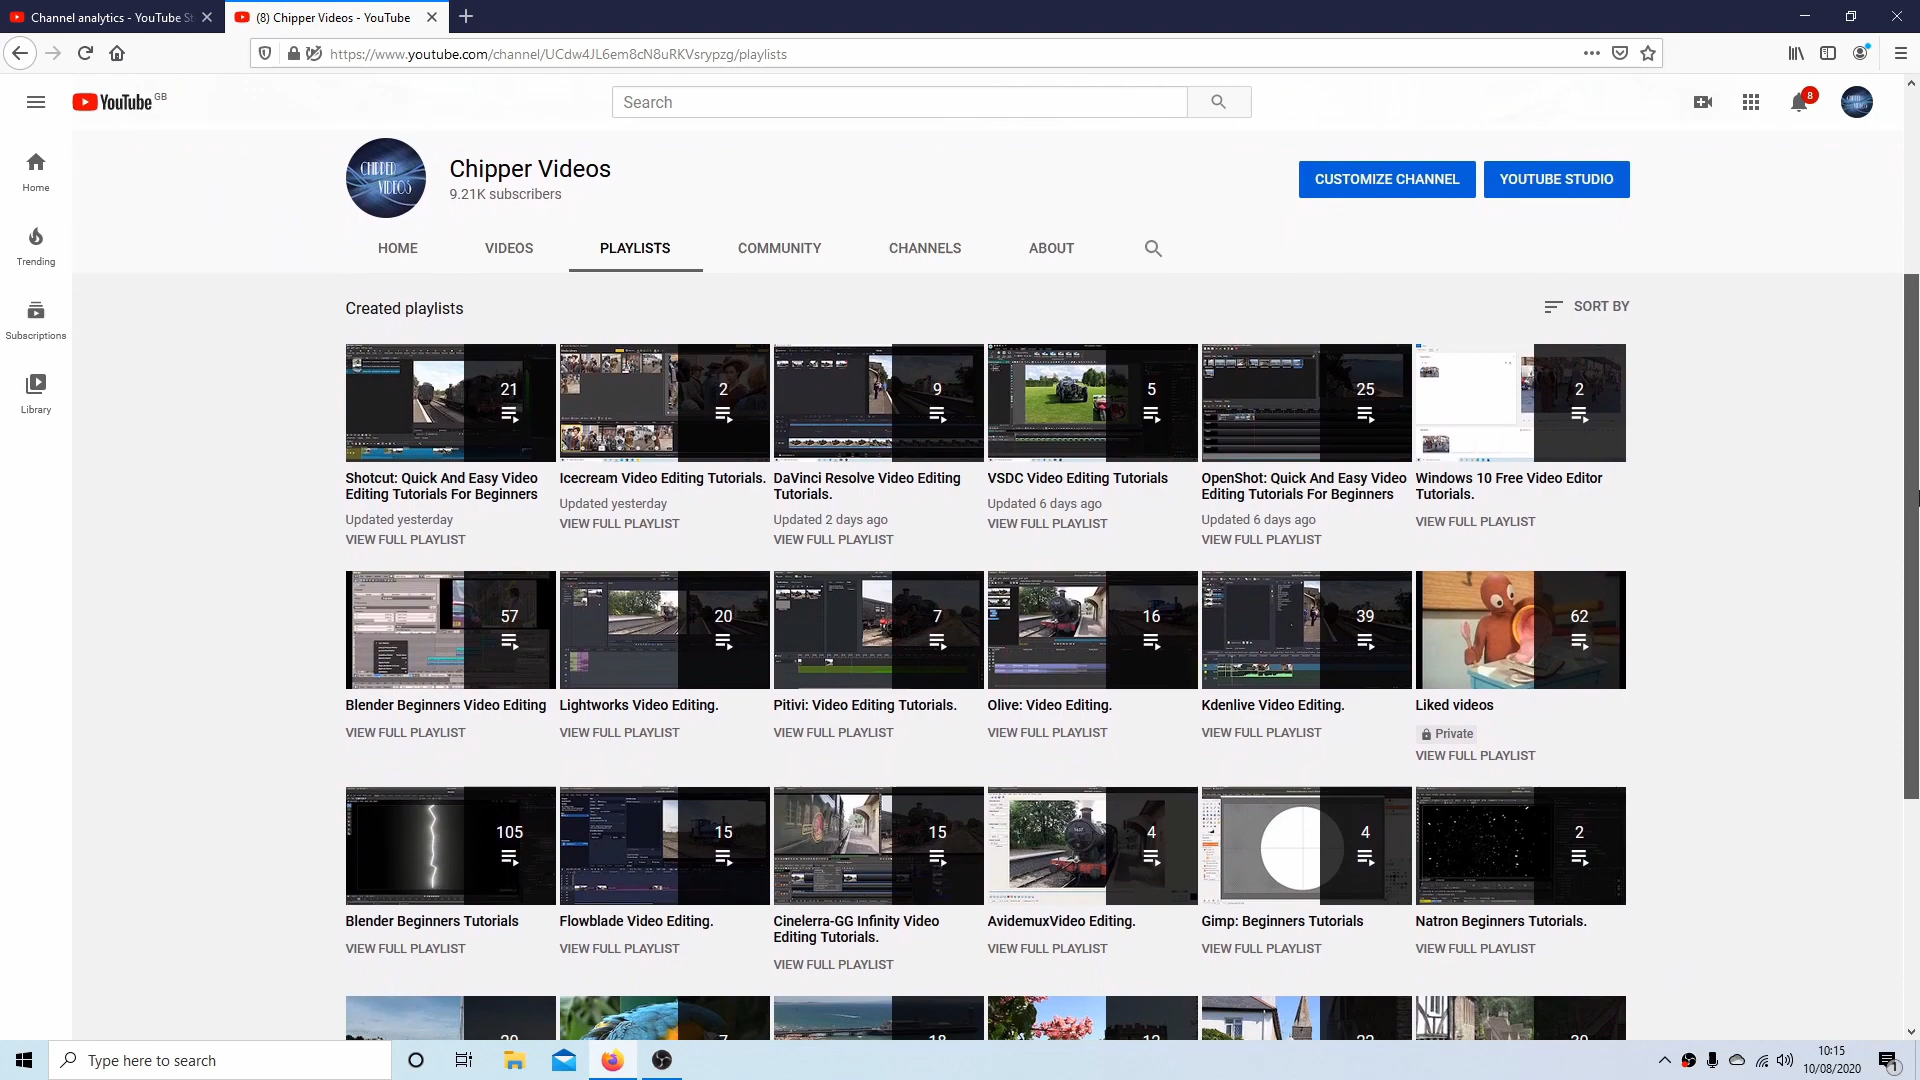 Channel analytics - YouTube St
(8) Chipper Videos - YouTube
https://www.youtube.com/channel/UCdw4JL6em8cN8uRKVsrypzg/playlists
YouTube GB
Search
8
CHIPPER VIDEOS
Chipper Videos
9.21K subscribers
CUSTOMIZE CHANNEL
YOUTUBE STUDIO
Home
Trending
Subscriptions
Library
HOME VIDEOS PLAYLISTS COMMUNITY CHANNELS ABOUT
Created playlists
SORT BY
21
Shotcut: Quick And Easy Video
Editing Tutorials For Beginners
Updated yesterday
VIEW FULL PLAYLIST
2
Icecream Video Editing Tutorials.
Updated yesterday
VIEW FULL PLAYLIST
9
DaVinci Resolve Video Editing
Tutorials.
Updated 2 days ago
VIEW FULL PLAYLIST
5
VSDC Video Editing Tutorials
Updated 6 days ago
VIEW FULL PLAYLIST
25
OpenShot: Quick And Easy Video
Editing Tutorials For Beginners
Updated 6 days ago
VIEW FULL PLAYLIST
2
Windows 10 Free Video Editor
Tutorials.
VIEW FULL PLAYLIST
57
Blender Beginners Video Editing
VIEW FULL PLAYLIST
20
Lightworks Video Editing.
VIEW FULL PLAYLIST
7
Pitivi: Video Editing Tutorials.
VIEW FULL PLAYLIST
16
Olive: Video Editing.
VIEW FULL PLAYLIST
39
Kdenlive Video Editing.
VIEW FULL PLAYLIST
62
Liked videos
Private
VIEW FULL PLAYLIST
105
Blender Beginners Tutorials
VIEW FULL PLAYLIST
15
Flowblade Video Editing.
VIEW FULL PLAYLIST
15
Cinelerra-GG Infinity Video
Editing Tutorials.
VIEW FULL PLAYLIST
4
AvidemuxVideo Editing.
VIEW FULL PLAYLIST
4
Gimp: Beginners Tutorials
VIEW FULL PLAYLIST
2
Natron Beginners Tutorials.
VIEW FULL PLAYLIST
Type here to search
10:15
10/08/2020
1